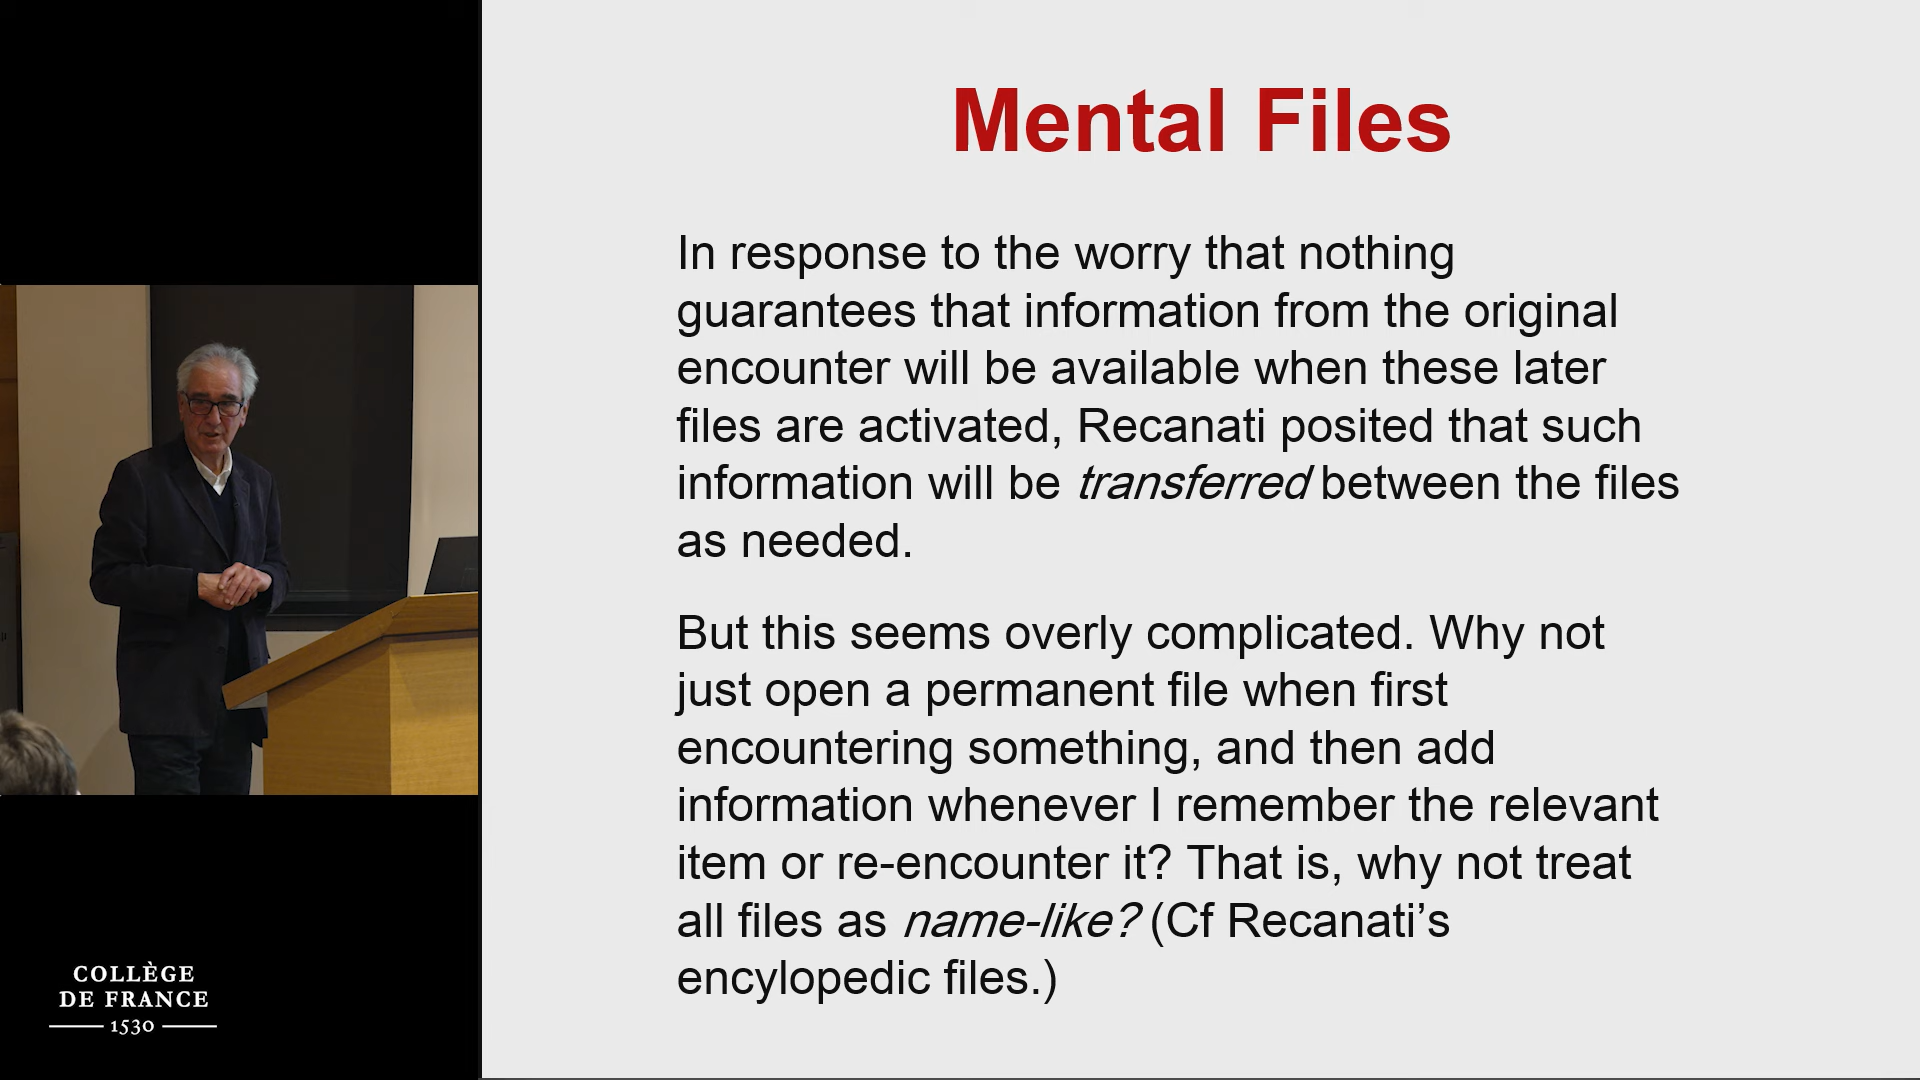 Mental Files
In response to the worry that nothing
guarantees that information from the original
encounter will be available when these later
files are activated, Recanati posited that such
information will be transferred between the files
as needed.
But this seems overly complicated. Why not
just open a permanent file when first
encountering something, and then add
information whenever I remember the relevant
item or re-encounter it? That is, why not treat
all files as name-like? (Cf Recanati’s
encylopedic files.)
COLLÈGE
DE FRANCE
1530